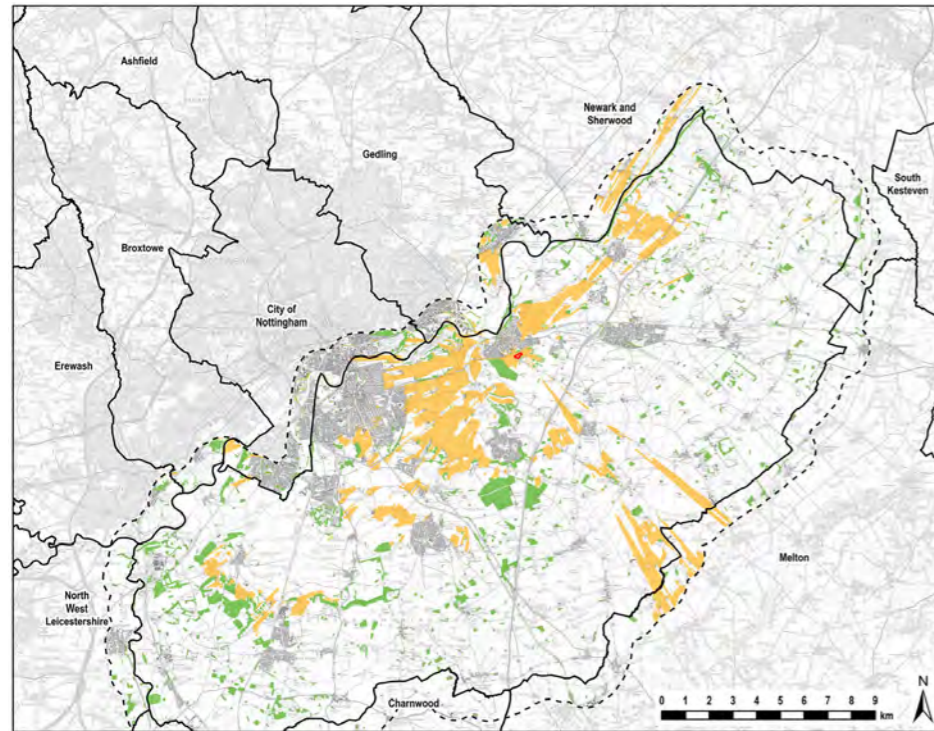 Ashfield
Newark and
Sherwood
Gedling
South
Kesteven
Broxtowe
City of
Nottingham
Erewash
Melton
North
West
Leicestershire
Charnwood
N
0 1 2 3 4 5 6 7 8 9
km